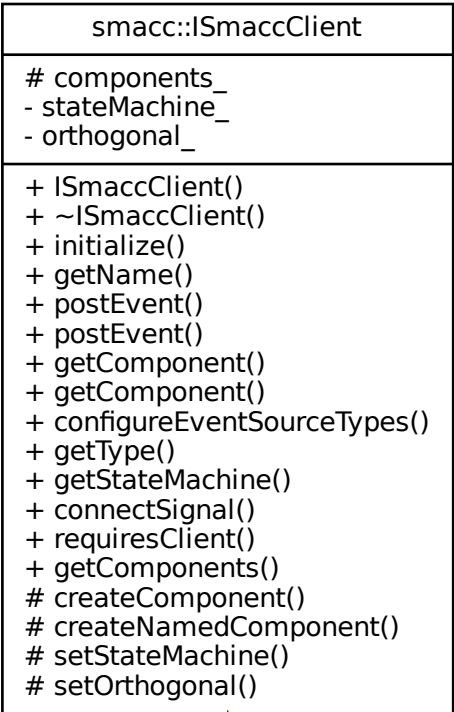 smacc::ISmaccClient
# components_
- stateMachine_
- orthogonal_
+ ISmaccClient()
+ ~ISmaccClient()
+ initialize()
+ getName()
+ postEvent()
+ postEvent()
+ getComponent()
+ getComponent()
+ configureEventSourceTypes()
+ getType()
+ getStateMachine()
+ connectSignal()
+ requiresClient()
+ getComponents()
# createComponent()
# createNamedComponent()
# setStateMachine()
# setOrthogonal()